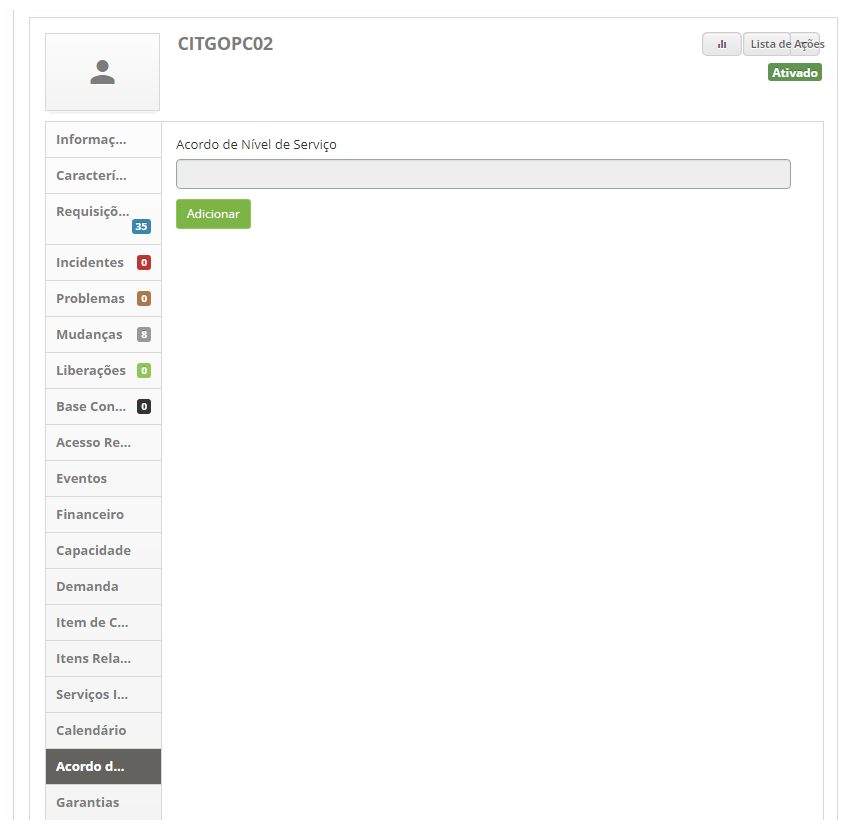 CITGOPC02
Lista de Ações
Ativado
Informaç...
Caracterí...
Requisiçõ...
35
Incidentes 0
Problemas 0
Mudanças 8
Liberações 0
Base Con... 0
Acesso Re...
Eventos
Financeiro
Capacidade
Demanda
Item de C...
Itens Rela...
Serviços I...
Calendário
Acordo d...
Garantias
Acordo de Nível de Serviço
Adicionar